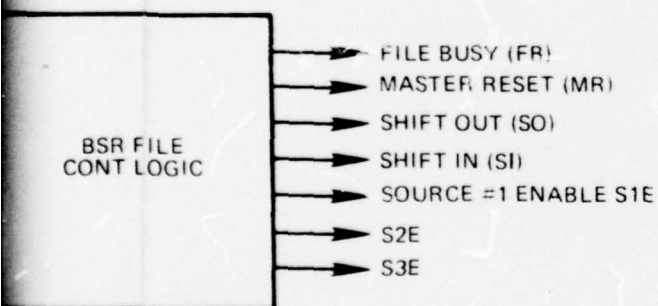 FILE BUSY (FR)
MASTER RESET (MR)
SHIFT OUT (SO)
BSR FILE
CONT LOGIC
SHIFT IN (SI)
SOURCE #1 ENABLE S1E
S2E
S3E